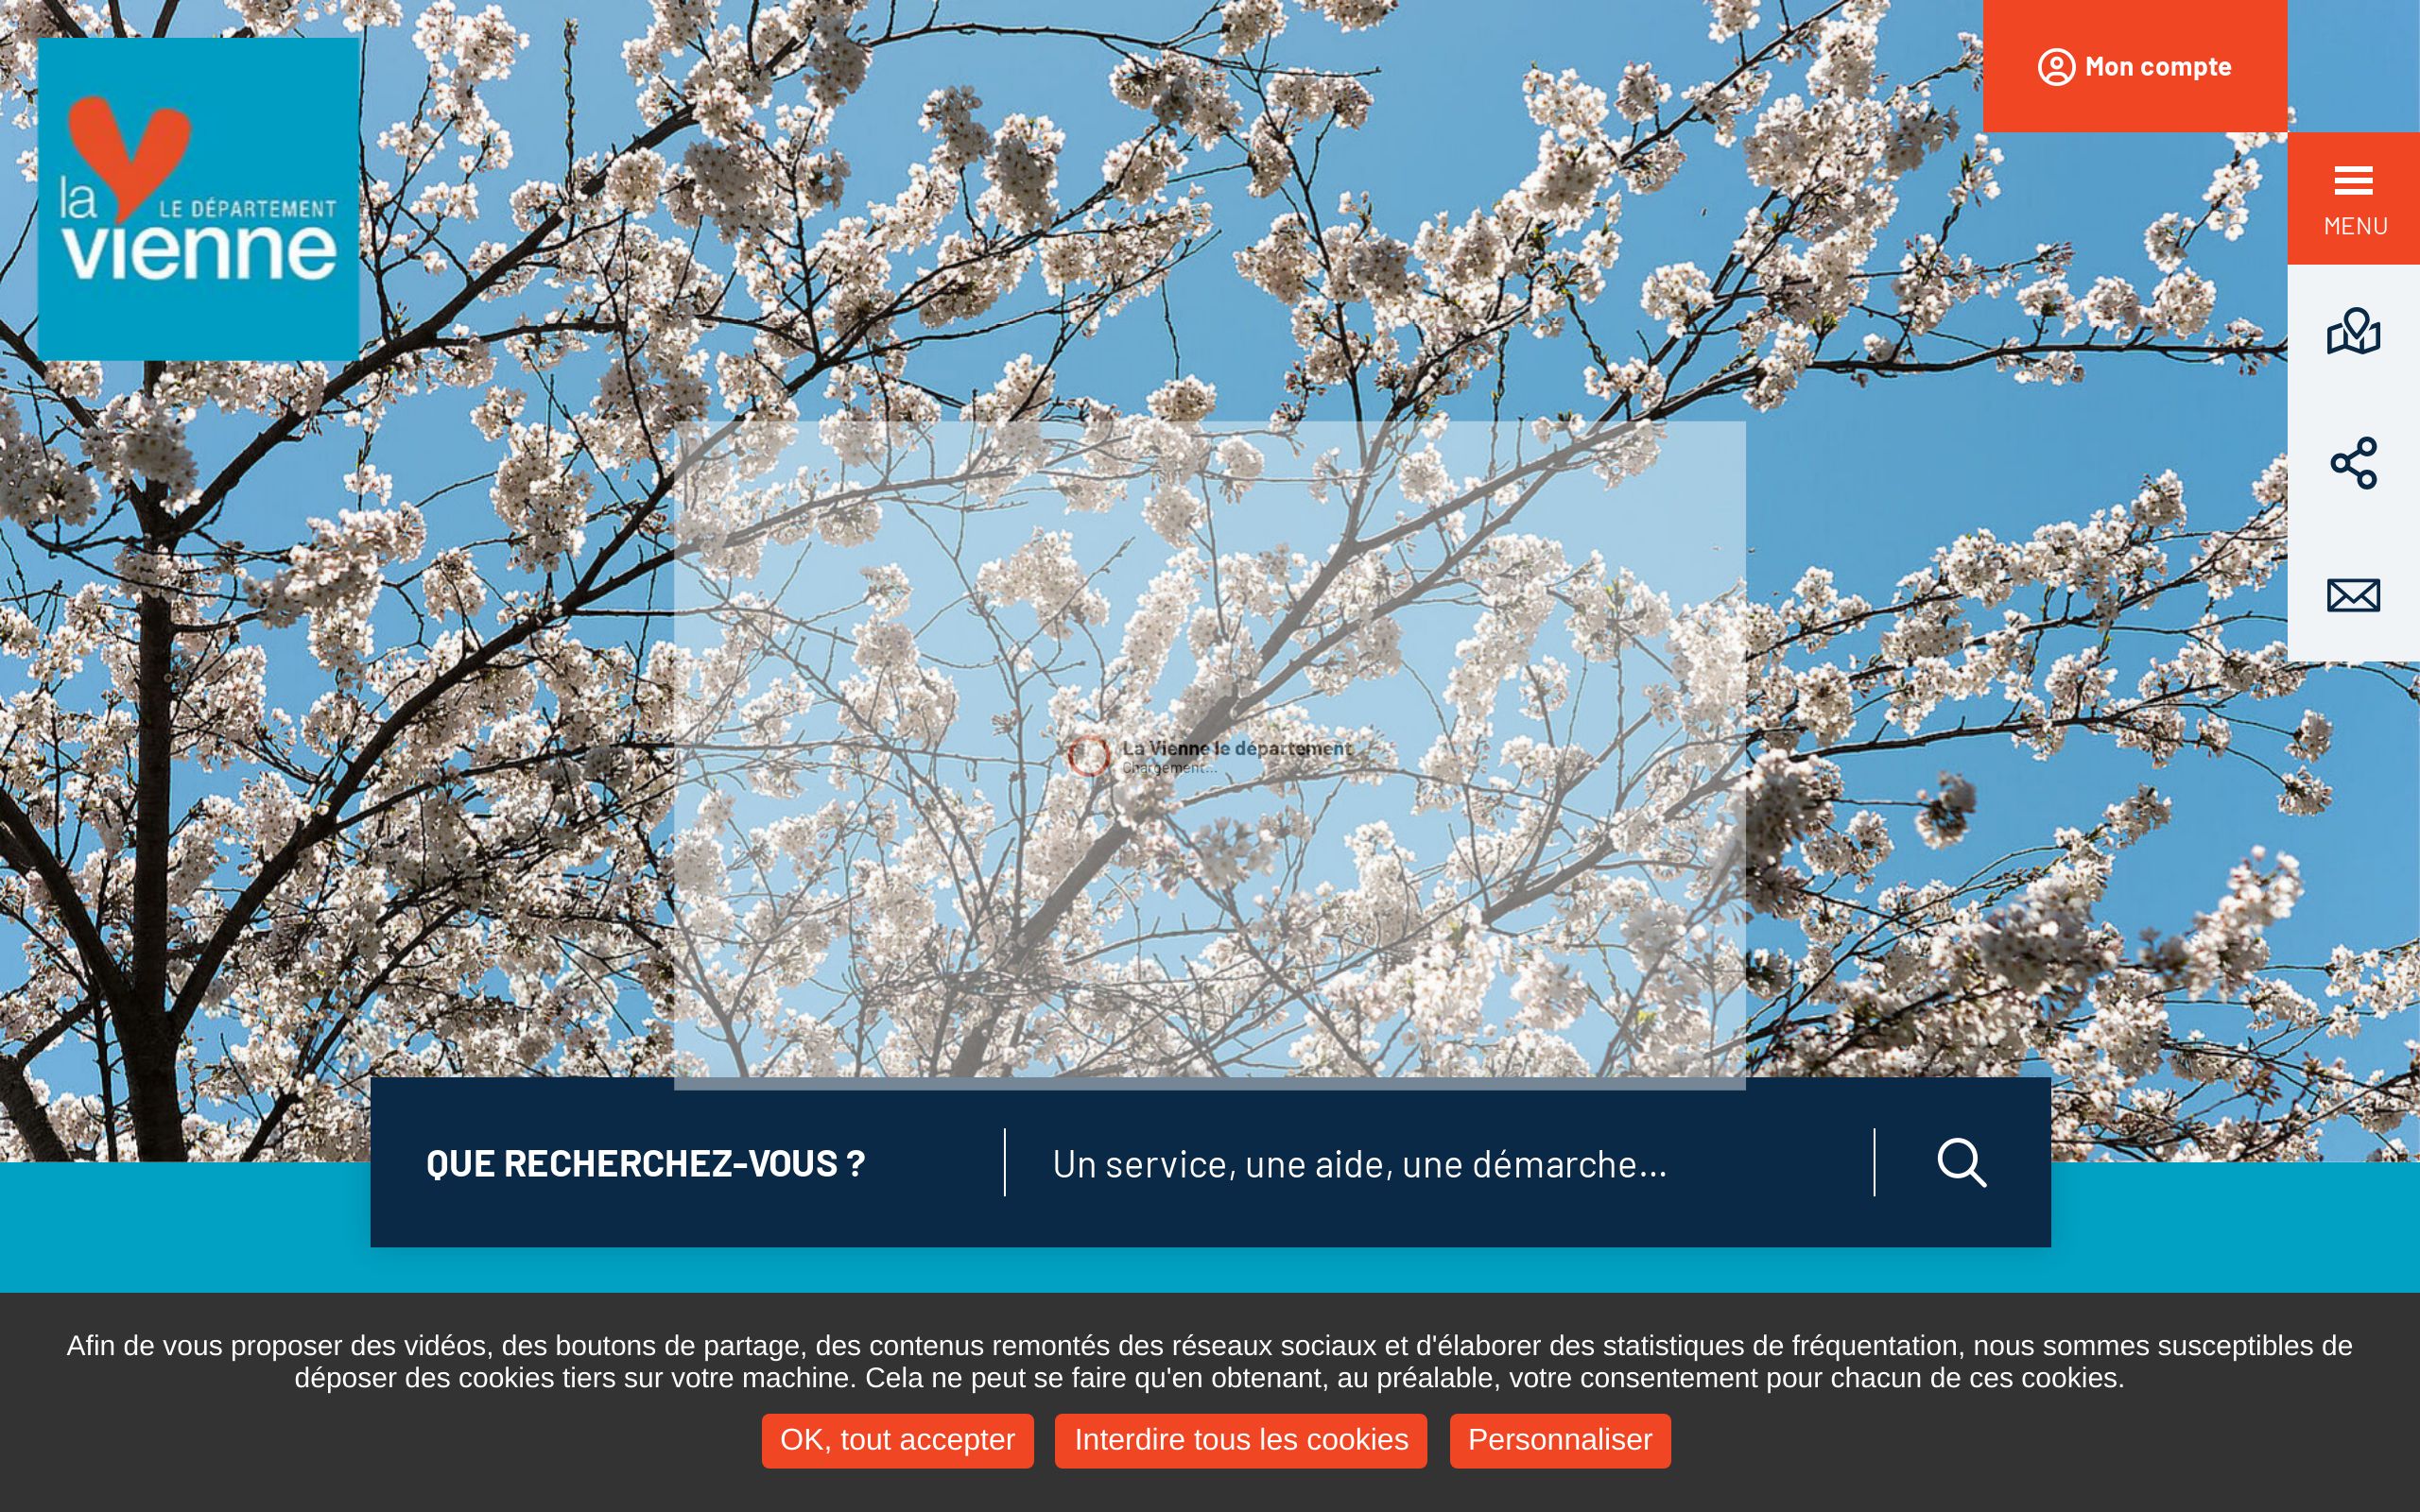 la
LE DÉPARTEMENT
vienne
Mon compte
MENU
La Vienne le département
Chargement...
QUE RECHERCHEZ-VOUS ?
Un service, une aide, une démarche...
Afin de vous proposer des vidéos, des boutons de partage, des contenus remontés des réseaux sociaux et d'élaborer des statistiques de fréquentation, nous sommes susceptibles de
déposer des cookies tiers sur votre machine. Cela ne peut se faire qu'en obtenant, au préalable, votre consentement pour chacun de ces cookies.
OK, tout accepter
Interdire tous les cookies
Personnaliser